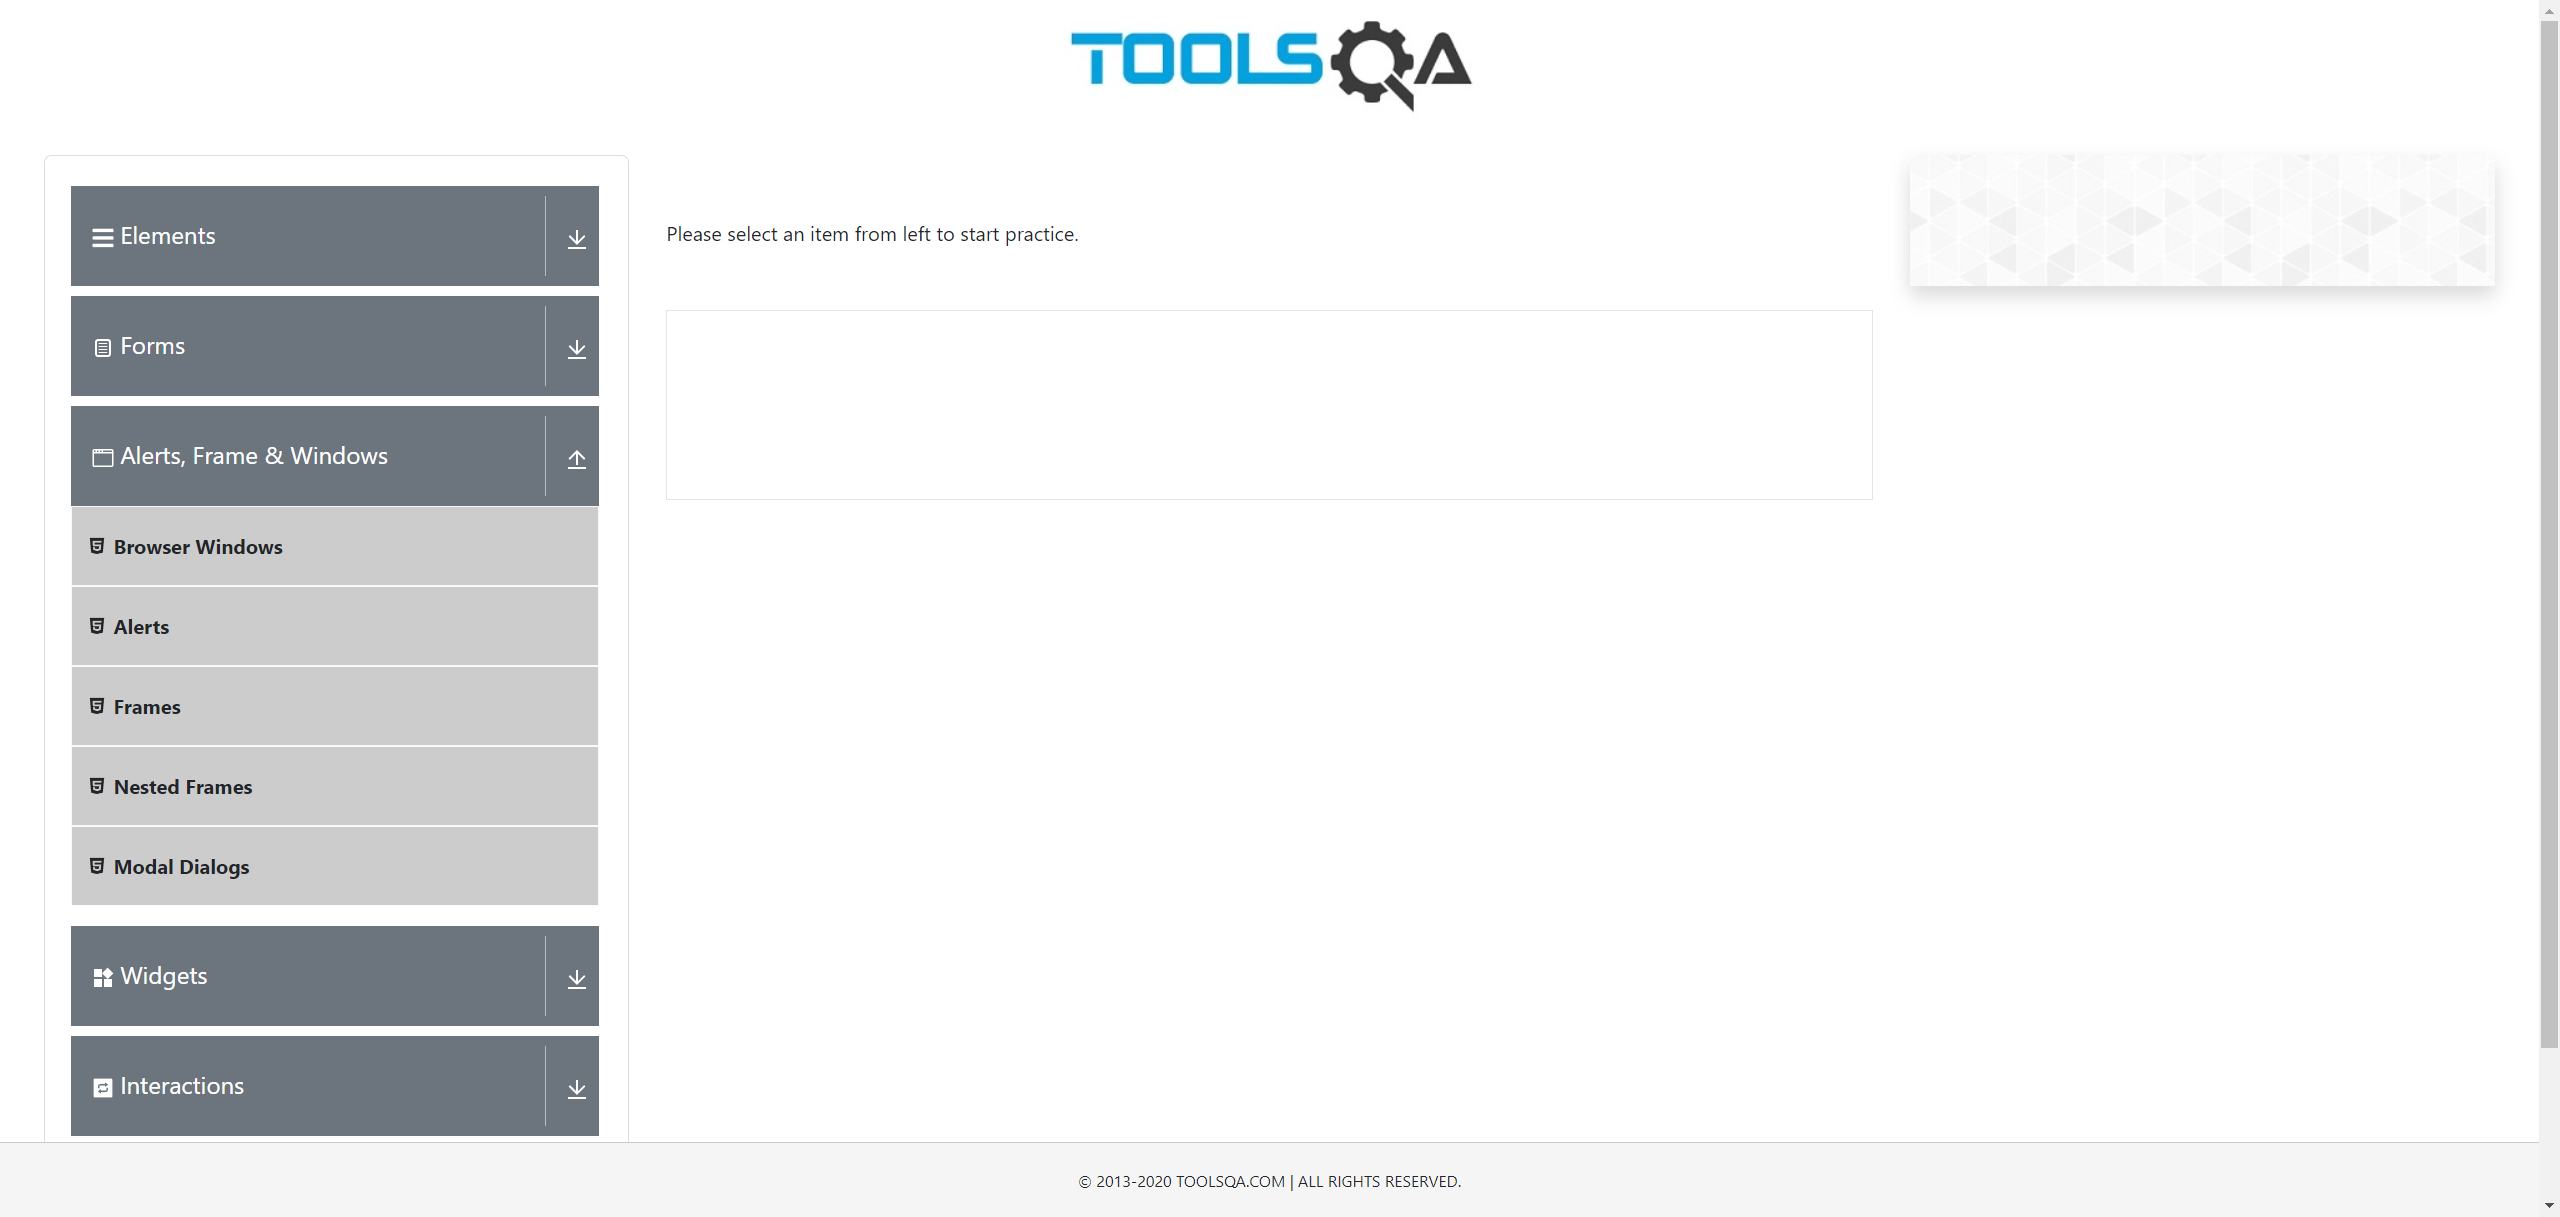 TOOLSQA
Elements
Please select an item from left to start practice.
Forms
Alerts, Frame & Windows
Browser Windows
Alerts
Frames
Nested Frames
Modal Dialogs
Widgets
Interactions
© 2013-2020 TOOLSQA.COM | ALL RIGHTS RESERVED.